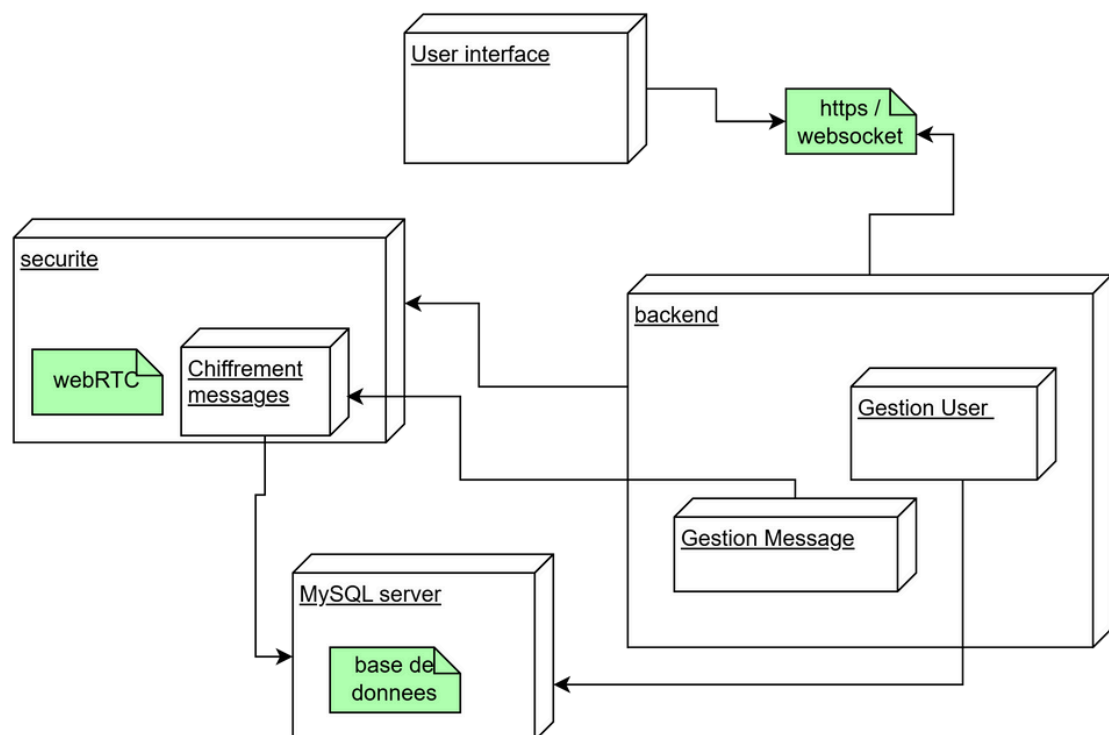 User interface
https /
websocket
securite
webRTC
Chiffrement
messages
backend
Gestion User
Gestion Message
MySQL server
base de
donnees